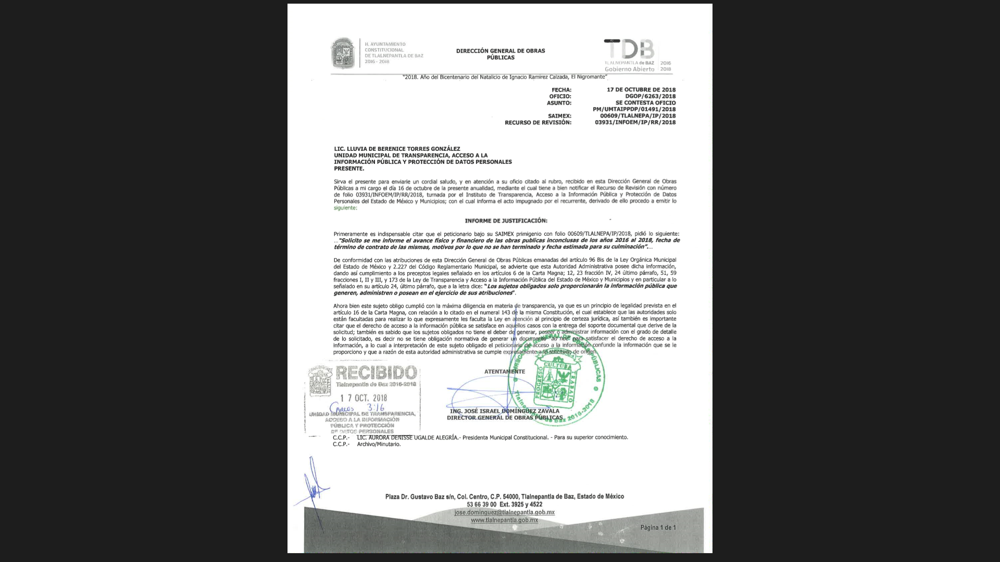 H. AYUNTAMIENTO
CONSTITUCIONAL
DE TLALNEPANTLA DE BAZ
2016 - 2018
DIRECCIÓN GENERAL DE OBRAS
PÚBLICAS
TDB
TLALNEPANTLA de BAZ 2016
Gobierno Abierto 2018
"2018. Año del Bicentenario del Natalicio de Ignacio Ramírez Calzada, El Nigromante"
FECHA: 17 DE OCTUBRE DE 2018
OFICIO: DGOP/6263/2018
ASUNTO: SE CONTESTA OFICIO
PM/UMTAIPPDP/01491/2018
SAIMEX: 00609/TLALNEPA/IP/2018
RECURSO DE REVISIÓN: 03931/INFOEM/IP/RR/2018
LIC. LLUVIA DE BERENICE TORRES GONZÁLEZ
UNIDAD MUNICIPAL DE TRANSPARENCIA, ACCESO A LA
INFORMACIÓN PÚBLICA Y PROTECCIÓN DE DATOS PERSONALES
PRESENTE.
Sirva el presente para enviarle un cordial saludo, y en atención a su oficio citado al rubro, recibido en esta Dirección General de Obras
Públicas a mi cargo el día 16 de octubre de la presente anualidad, mediante el cual tiene a bien notificar el Recurso de Revisión con número
de folio 03931/INFOEM/IP/RR/2018, turnada por el Instituto de Transparencia, Acceso a la Información Pública y Protección de Datos
Personales del Estado de México y Municipios; con el cual informa el acto impugnado por el recurrente, derivado de ello procedo a emitir lo
siguiente:
INFORME DE JUSTIFICACIÓN:
Primeramente es indispensable citar que el peticionario bajo su SAIMEX primigenio con folio 00609/TLALNEPA/IP/2018, pidió lo siguiente:
..."Solicito se me informe el avance físico y financiero de las obras publicas inconclusas de los años 2016 al 2018, fecha de
término de contrato de las mismas, motivos por lo que no se han terminado y fecha estimada para su culminación"....
De conformidad con las atribuciones de esta Dirección General de Obras Públicas emanadas del artículo 96 Bis de la Ley Orgánica Municipal
del Estado de México y 2.227 del Código Reglamentario Municipal, se advierte que esta Autoridad Administrativa posee dicha información,
dando así cumplimiento a los preceptos legales señalado en los artículos 6 de la Carta Magna; 12, 23 fracción IV, 24 último párrafo, 51, 59
fracciones I, II y III, y 173 de la Ley de Transparencia y Acceso a la Información Pública del Estado de México y Municipios y en particular a lo
señalado en su artículo 24, último párrafo, que a la letra dice: "Los sujetos obligados solo proporcionarán la información pública que
generen, administren o posean en el ejercicio de sus atribuciones".
Ahora bien este sujeto obligo cumplió con la máxima diligencia en materia de transparencia, ya que es un principio de legalidad prevista en el
artículo 16 de la Carta Magna, con relación a lo citado en el numeral 143 de la misma Constitución, el cual establece que las autoridades solo
están facultadas para realizar lo que expresamente les faculta la Ley en atención al principio de certeza jurídica, así también es importante
citar que el derecho de acceso a la información pública se satisface en aquellos casos con la entrega del soporte documental que derive de la
solicitud; también es sabido que los sujetos obligados no tiene el deber de generar, poseer o administrar información con el grado de detalle
de lo solicitado, es decir no se tiene obligación normativa de generar un documento "ad hoc" para satisfacer el derecho de acceso a la
información, a lo cual a interpretación de este sujeto obligado el peticionario de acceso a la información confunde la información que se le
proporciono y que a razón de esta autoridad administrativa se cumple expresamente a lo solicitado de origen.
ATENTAMENTE
DIRECCIÓN GENERAL DE OBRAS PÚBLICAS
CULTURA
PROGRESO
TRABAJO
Tlalnepantla de Baz 2016-2018
RECIBIDO
Tlalnepantla de Baz 2016-2018
17 OCT. 2018
CARLOS 3:16
UNIDAD MUNICIPAL DE TRANSPARENCIA,
ACCESO A LA INFORMACIÓN
PÚBLICA Y PROTECCIÓN
DE DATOS PERSONALES
ING. JOSÉ ISRAEL DOMÍNGUEZ ZAVALA
DIRECTOR GENERAL DE OBRAS PÚBLICAS
C.C.P.- LIC. AURORA DENISSE UGALDE ALEGRÍA.- Presidenta Municipal Constitucional. - Para su superior conocimiento.
C.C.P.- Archivo/Minutario.
Plaza Dr. Gustavo Baz s/n, Col. Centro, C.P. 54000, Tlalnepantla de Baz, Estado de México
53 66 39 00 Ext. 3925 y 4522
jose.dominguez@tlalnepantla.gob.mx
www.tlalnepantla.gob.mx
Página 1 de 1